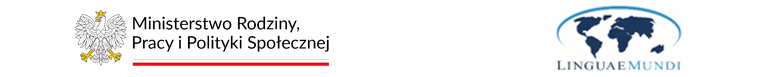 Ministerstwo Rodziny,
Pracy i Polityki Społecznej
LINGUAEMUNDI